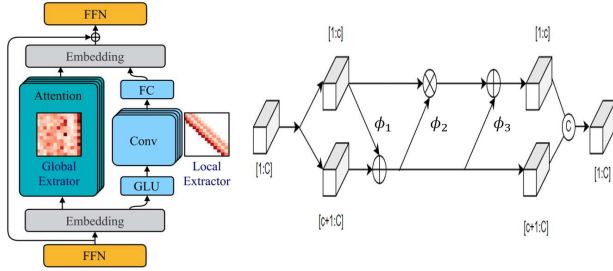 FFN
Embedding
Attention
FC
Conv
Global
Extrator
Local
Extractor
GLU
Embedding
FFN
[1:c]
[1:c]
ϕ1
ϕ2
ϕ3
C
[1:C]
[1:C]
[c+1:C]
[c+1:C]